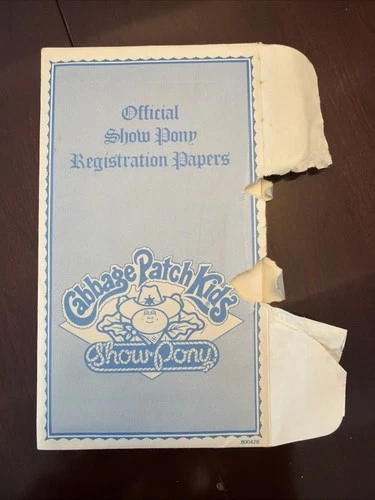 Official
Show Pony
Registration Papers
Cabbage Patch Kids
Show Pony
800428